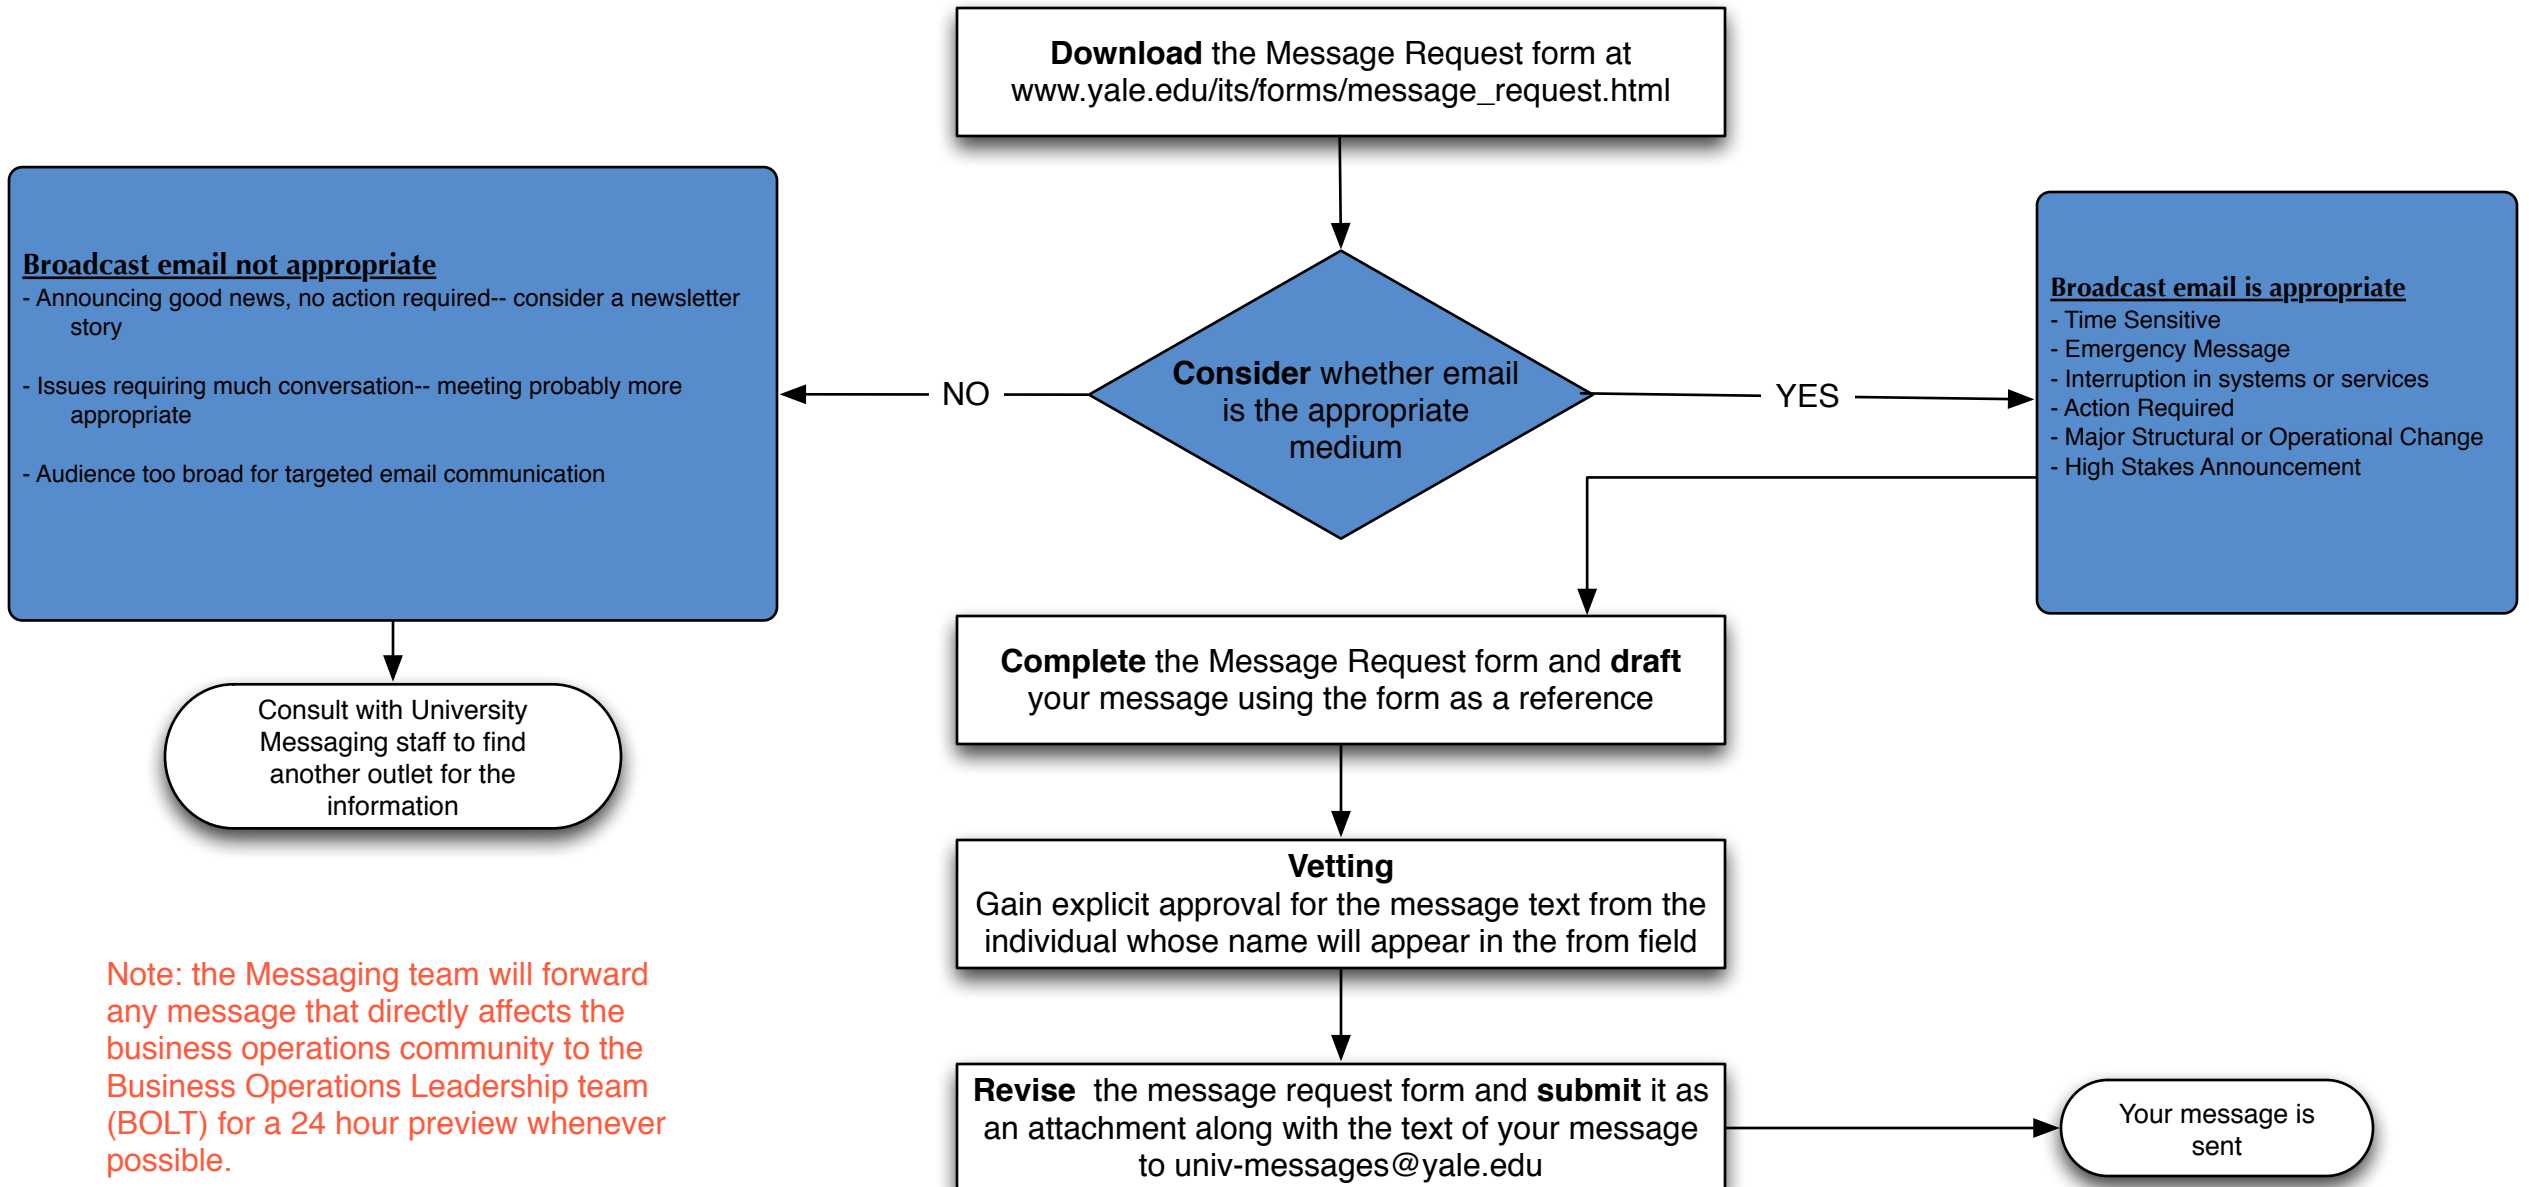 Download the Message Request form at
www.yale.edu/its/forms/message_request.html
Broadcast email not appropriate
- Announcing good news, no action required-- consider a newsletter
story
- Issues requiring much conversation-- meeting probably more
appropriate
- Audience too broad for targeted email communication
NO
Consider whether email
is the appropriate
medium
YES
Broadcast email is appropriate
- Time Sensitive
- Emergency Message
- Interruption in systems or services
- Action Required
- Major Structural or Operational Change
- High Stakes Announcement
Consult with University
Messaging staff to find
another outlet for the
information
Complete the Message Request form and draft
your message using the form as a reference
Vetting
Gain explicit approval for the message text from the
individual whose name will appear in the from field
Note: the Messaging team will forward
any message that directly affects the
business operations community to the
Business Operations Leadership team
(BOLT) for a 24 hour preview whenever
possible.
Revise  the message request form and submit it as
an attachment along with the text of your message
to univ-messages@yale.edu
Your message is
sent